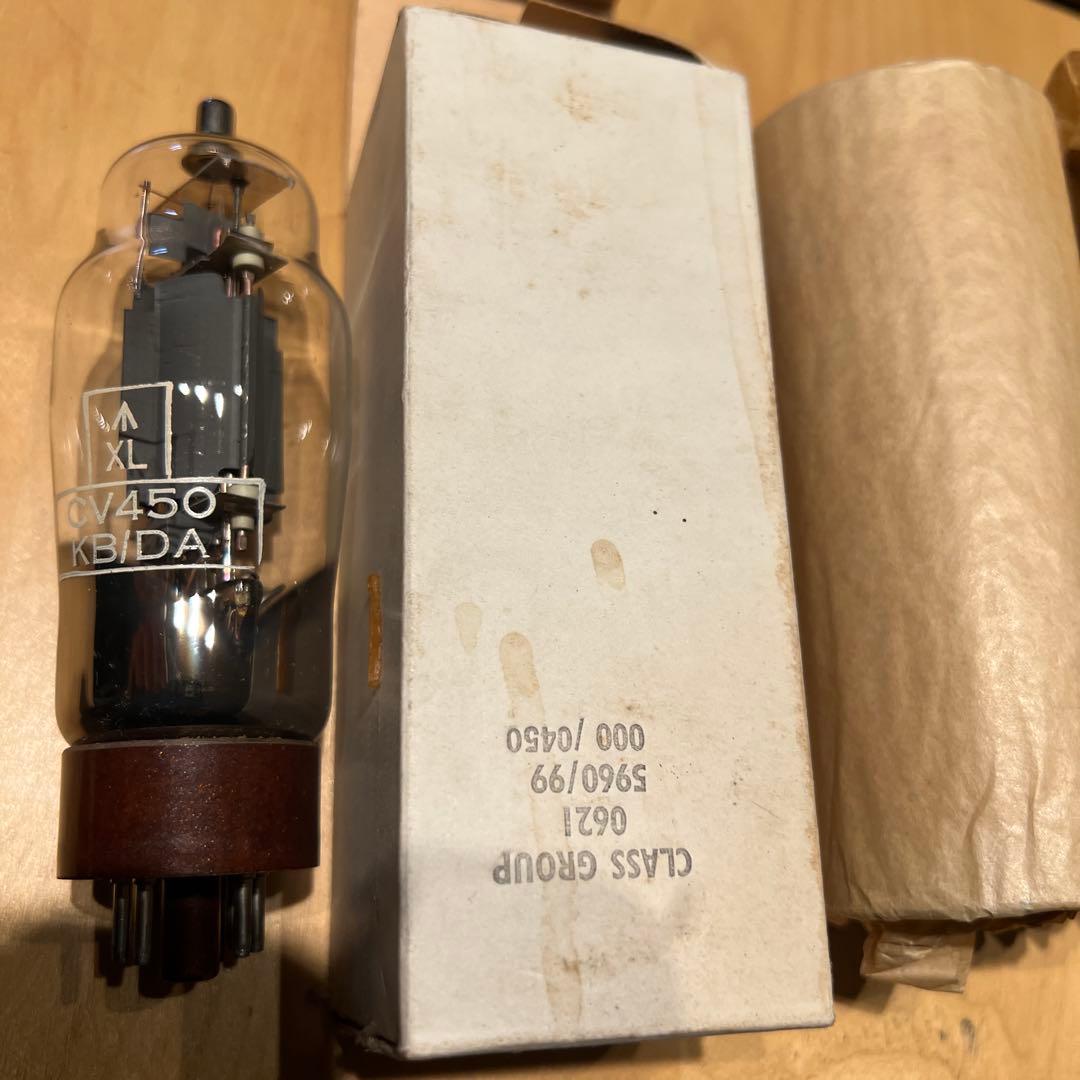 XL
CV450
KB/DA
CLASS GROUP
0621
5960/99
000 /0450